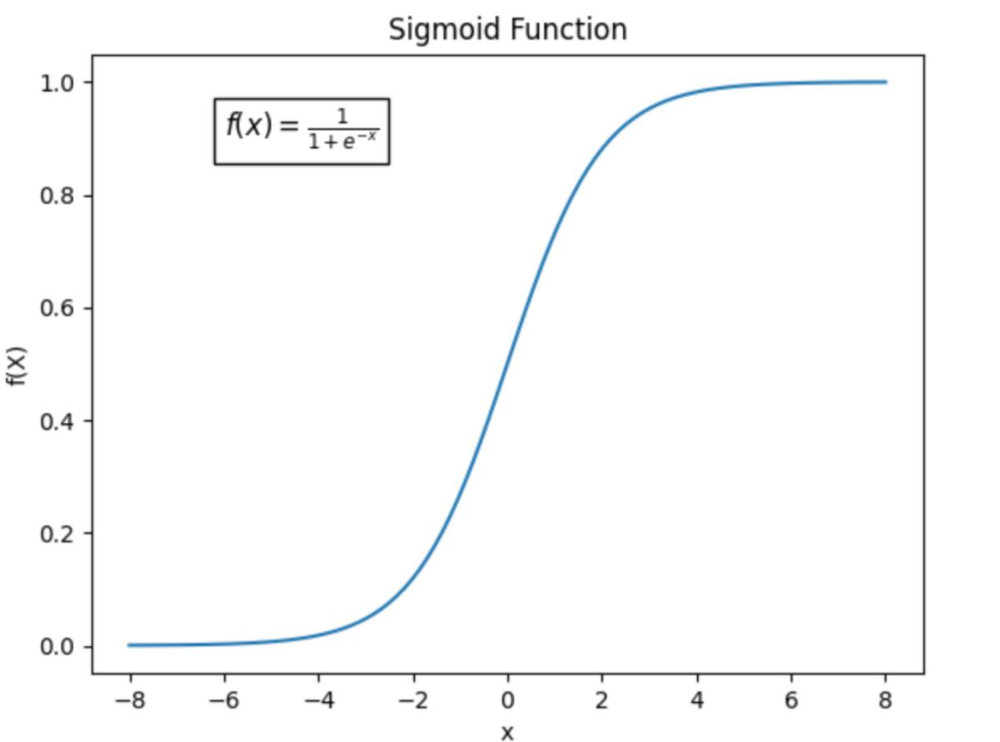 Sigmoid Function
f(x) = 1 / (1 + e^{-x})
f(X)
1.0
0.8
0.6
0.4
0.2
0.0
−8 −6 −4 −2 0 2 4 6 8
x